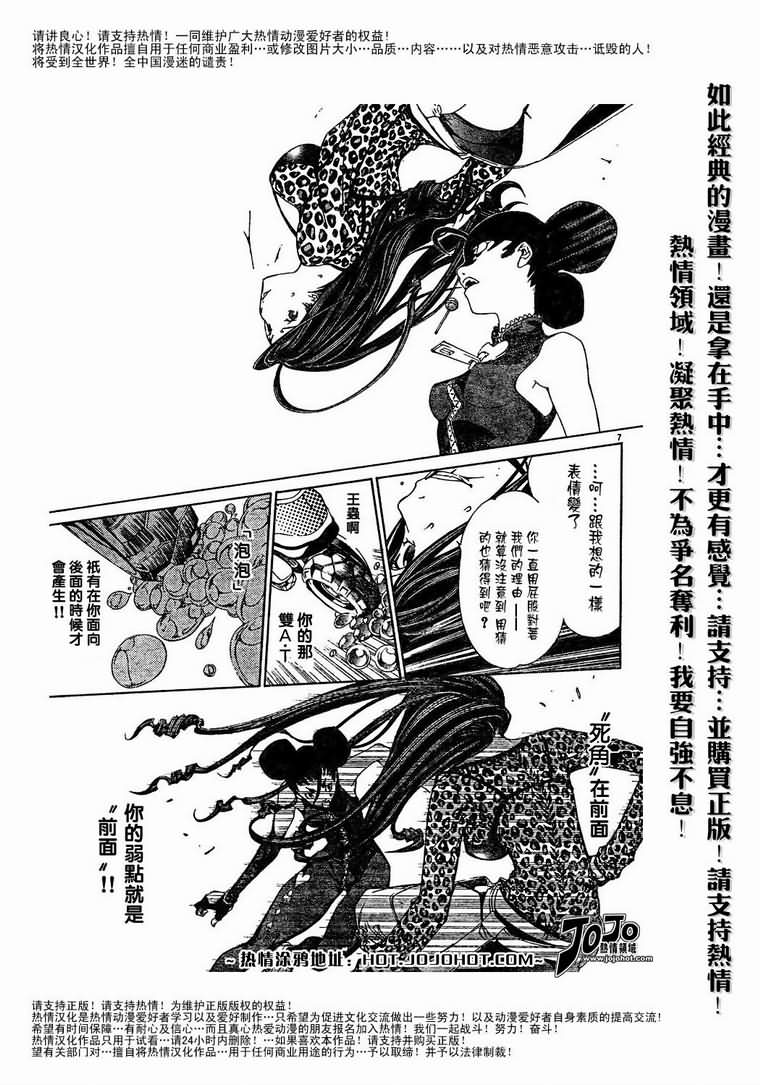 请讲良心！请支持热情！一同维护广大热情动漫爱好者的权益！
将热情汉化作品擅自用于任何商业盈利…或修改图片大小…品质…内容……以及对热情恶意攻击…诋毁的人！
将受到全世界！全中国漫迷的谴责！
如此經典的漫畫！還是拿在手中…才更有感覺…請支持…並購買正版！請支持熱情！
熱情領域！凝聚熱情！不為爭名奪利！我要自強不息！
7
…呵…跟我想的一樣
表情變了
你一直用屁股對著
我們的理由——
就算沒注意到 用猜
的也猜得到吧？
王蟲啊
你的那
雙A·T
「泡泡」
祇有在你面向
後面的時候才
會產生!!
"死角"在前面
你的弱點就是
"前面"!!
JOJO
熱情領域
www.jojohot.com
~熱情涂鸦地址：HOT.JOJOHOT.COM~
请支持正版！请支持热情！为维护正版版权的权益！
热情汉化是热情动漫爱好者学习以及爱好制作…只希望为促进文化交流做出一些努力！以及动漫爱好者自身素质的提高交流！
希望有时间保障…有耐心及信心…而且真心热爱动漫的朋友报名加入热情！我们一起战斗！努力！奋斗！
热情汉化作品只用于试看…请24小时内删除！…如果喜欢本作品！请支持并购买正版！
望有关部门对…擅自将热情汉化作品…用于任何商业用途的行为…予以取缔！并予以法律制裁！